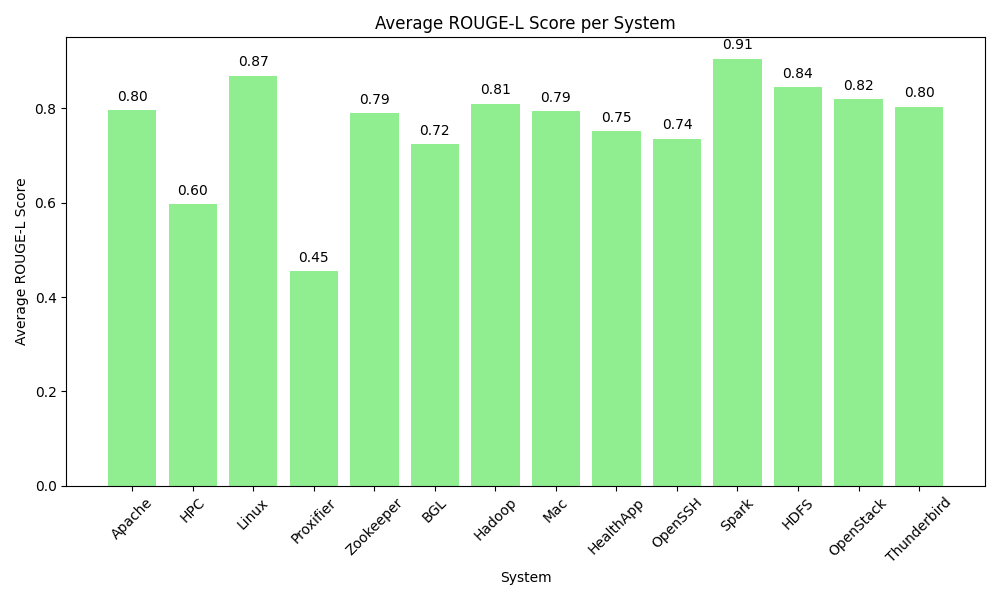 Average ROUGE-L Score per System
Average ROUGE-L Score
0.8
0.6
0.4
0.2
0.0
0.80
0.60
0.87
0.45
0.79
0.72
0.81
0.79
0.75
0.74
0.91
0.84
0.82
0.80
Apache
HPC
Linux
Proxifier
Zookeeper
BGL
Hadoop
Mac
HealthApp
OpenSSH
Spark
HDFS
OpenStack
Thunderbird
System